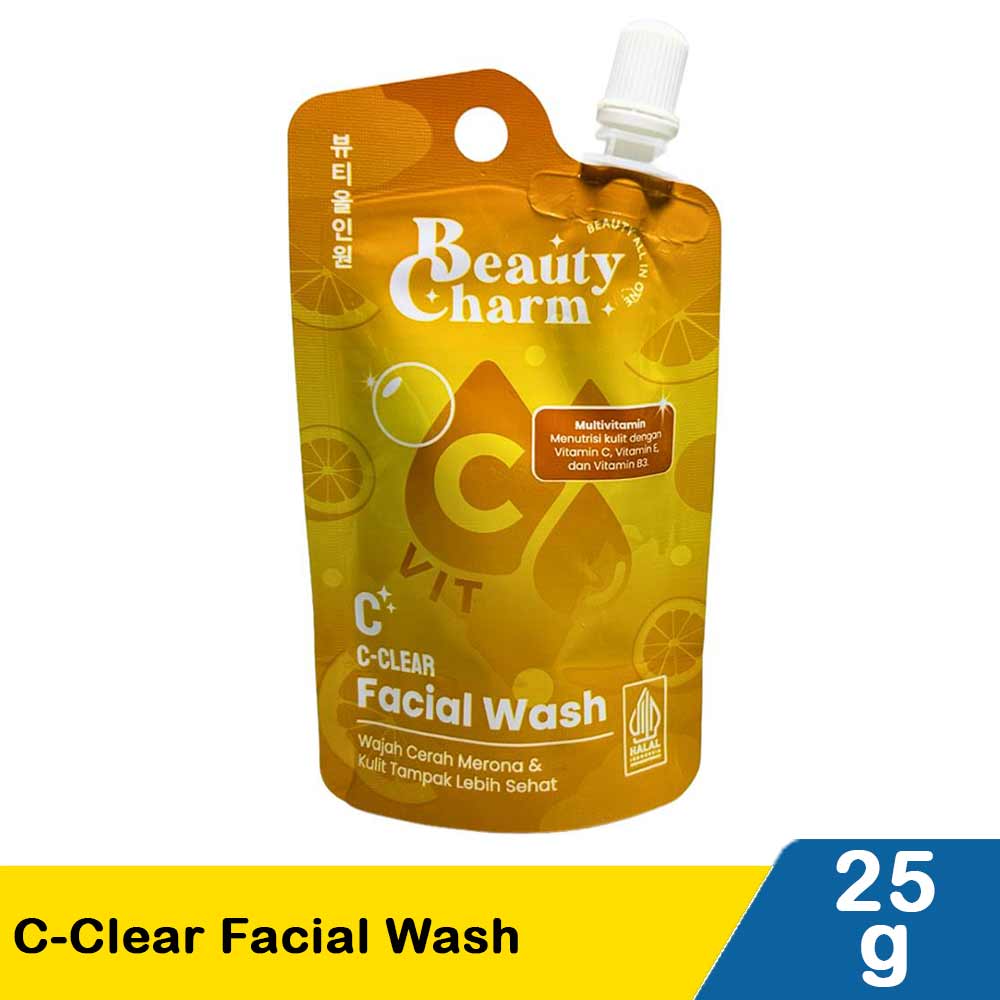 뷰티올인원
Beauty
Charm
BEAUTY ALL IN ONE
Multivitamin
Menutrisi kulit dengan
Vitamin C, Vitamin E,
dan Vitamin B3.
C
VIT
C
C-CLEAR
Facial Wash
Wajah Cerah Merona &
Kulit Tampak Lebih Sehat
HALAL
INDONESIA
C-Clear Facial Wash
25
g